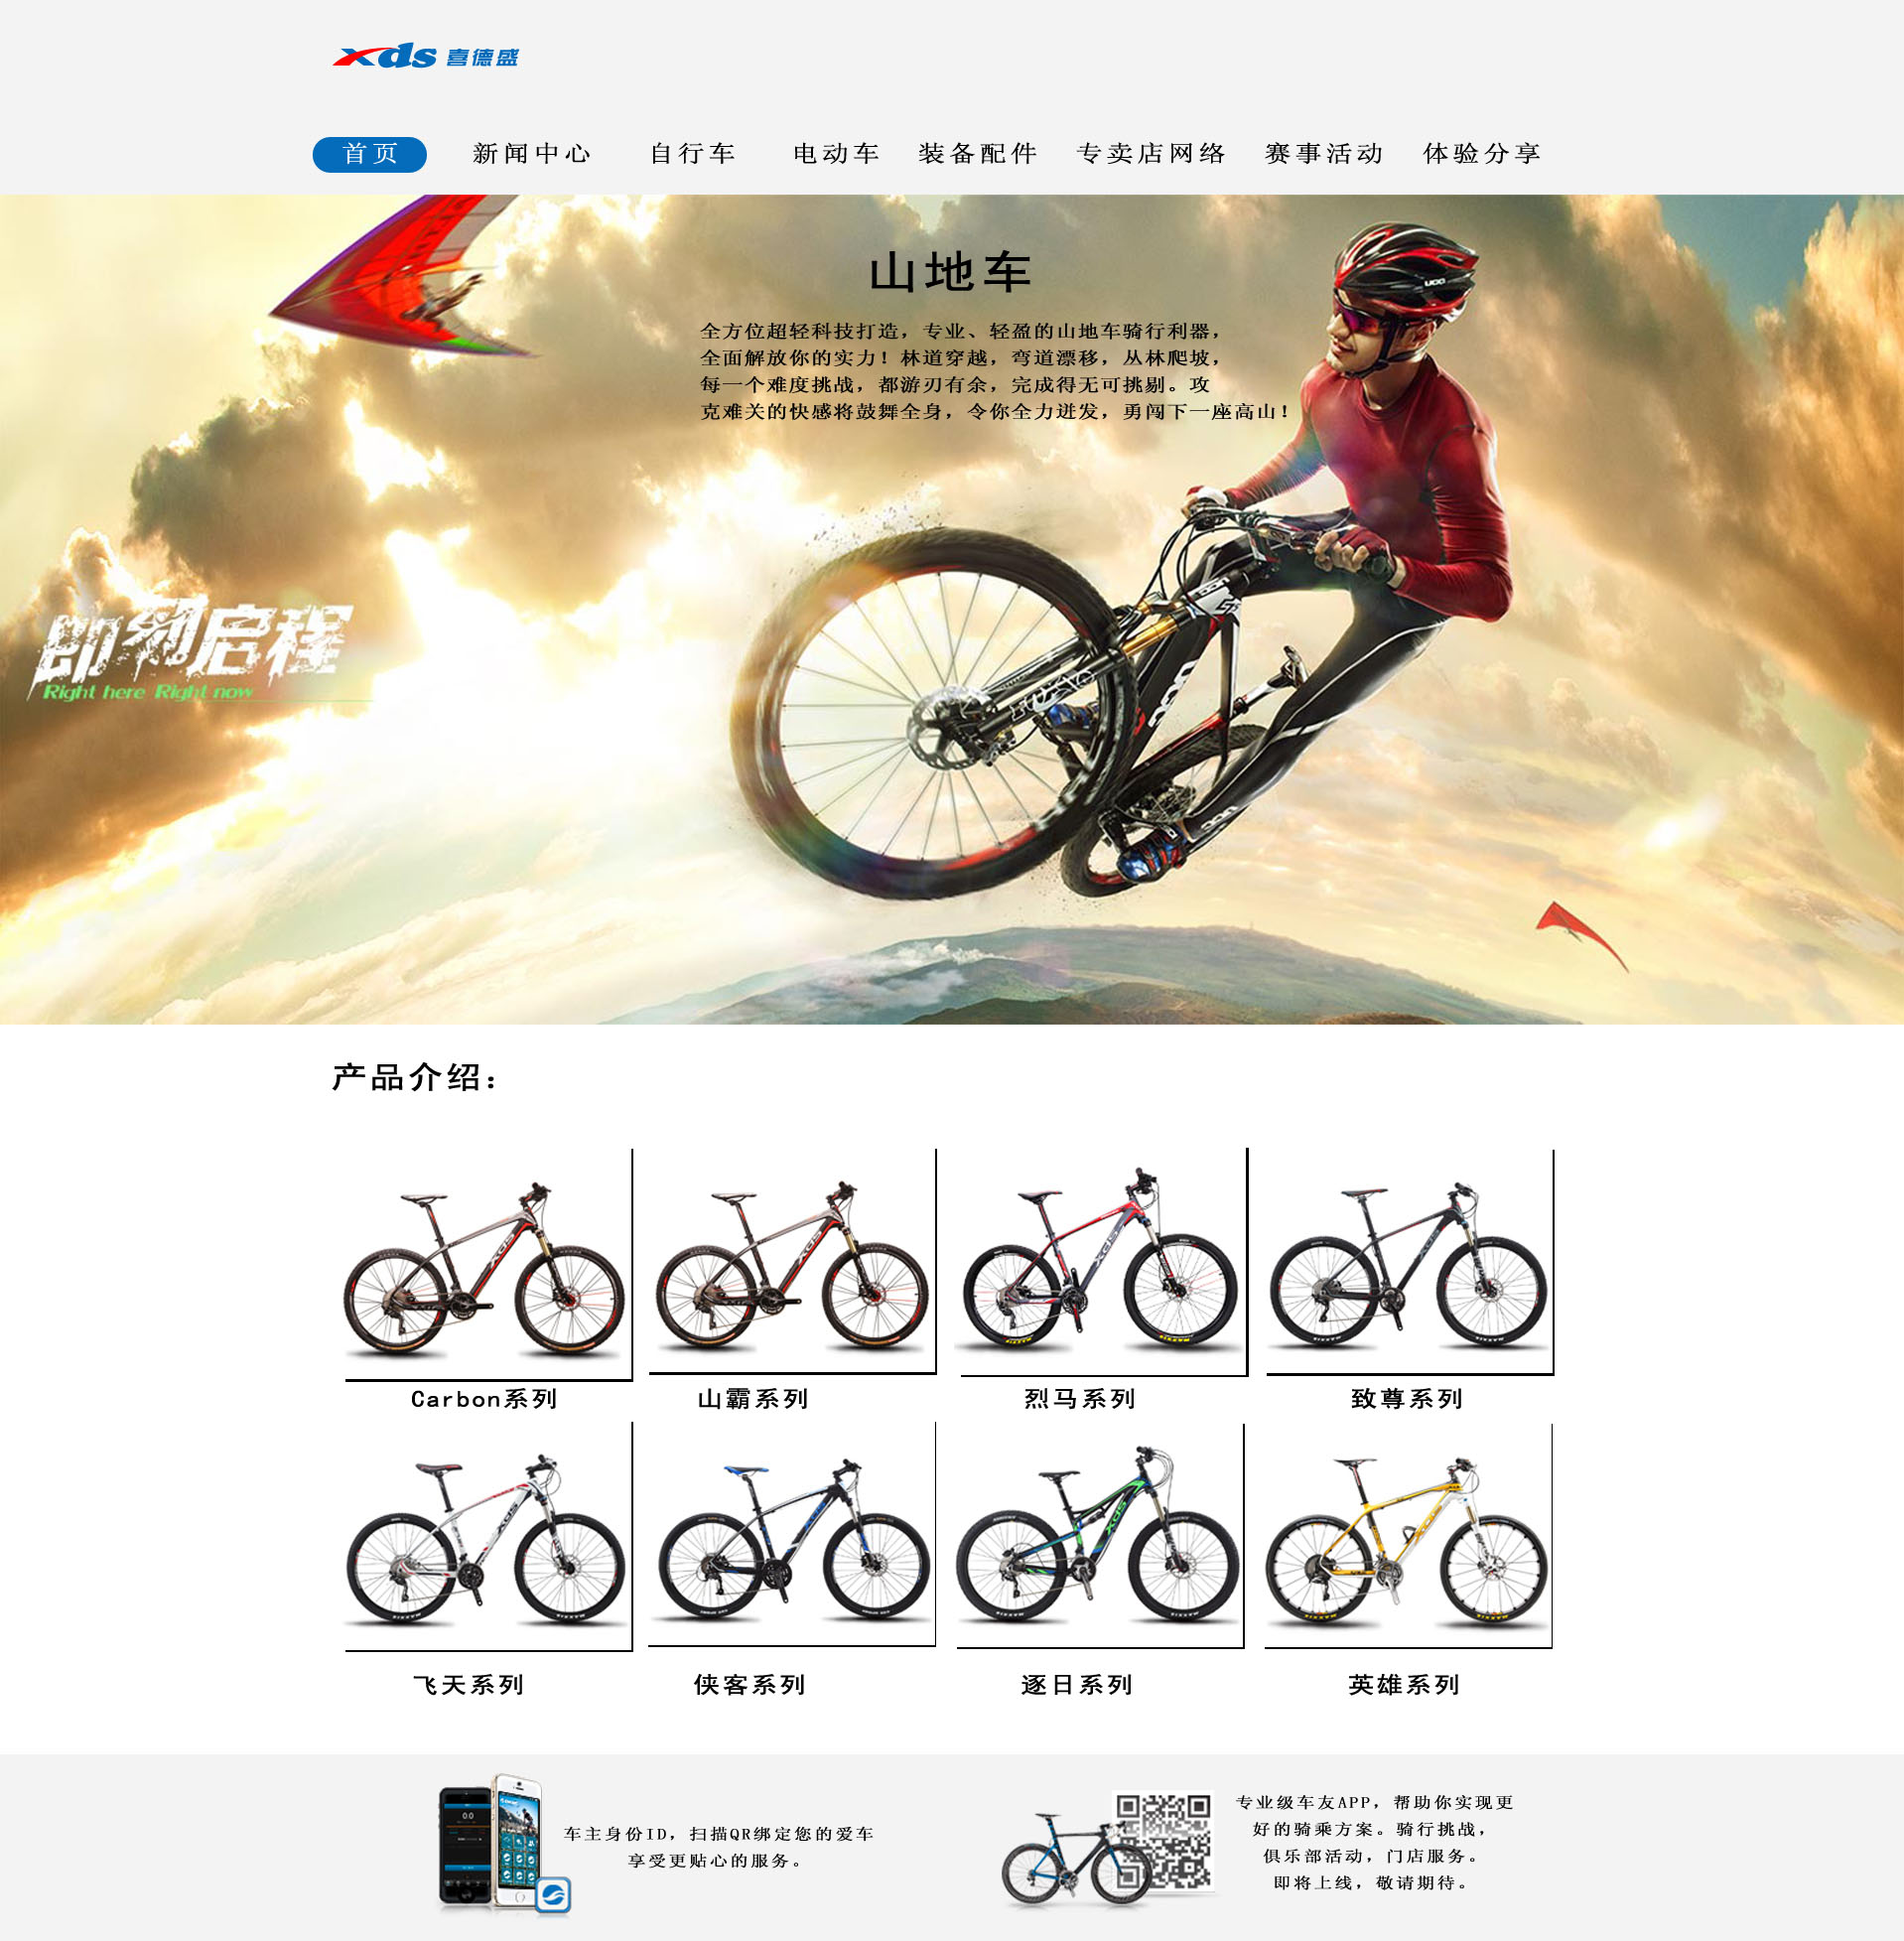 xds 喜德盛
首页 新闻中心 自行车 电动车 装备配件 专卖店网络 赛事活动 体验分享
山地车
全方位超轻科技打造，专业、轻盈的山地车骑行利器，
全面解放你的实力！林道穿越，弯道漂移，丛林爬坡，
每一个难度挑战，都游刃有余，完成得无可挑剔。攻
克难关的快感将鼓舞全身，令你全力迸发，勇闯下一座高山！
即刻启程
Right here Right now
产品介绍：
Carbon系列 山霸系列 烈马系列 致尊系列
飞天系列 侠客系列 逐日系列 英雄系列
车主身份ID，扫描QR绑定您的爱车
享受更贴心的服务。
专业级车友APP，帮助你实现更
好的骑乘方案。骑行挑战，
俱乐部活动，门店服务。
即将上线，敬请期待。